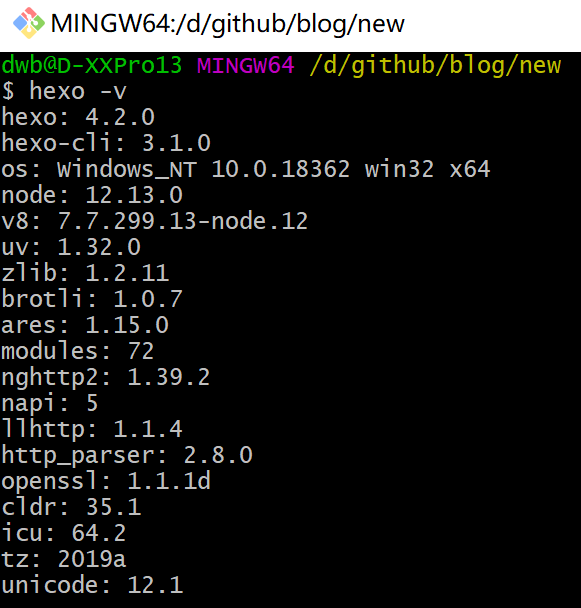 MINGW64:/d/github/blog/new
dwb@D-XXPro13 MINGW64 /d/github/blog/new
$ hexo -v
hexo: 4.2.0
hexo-cli: 3.1.0
os: Windows_NT 10.0.18362 win32 x64
node: 12.13.0
v8: 7.7.299.13-node.12
uv: 1.32.0
zlib: 1.2.11
brotli: 1.0.7
ares: 1.15.0
modules: 72
nghttp2: 1.39.2
napi: 5
llhttp: 1.1.4
http_parser: 2.8.0
openssl: 1.1.1d
cldr: 35.1
icu: 64.2
tz: 2019a
unicode: 12.1